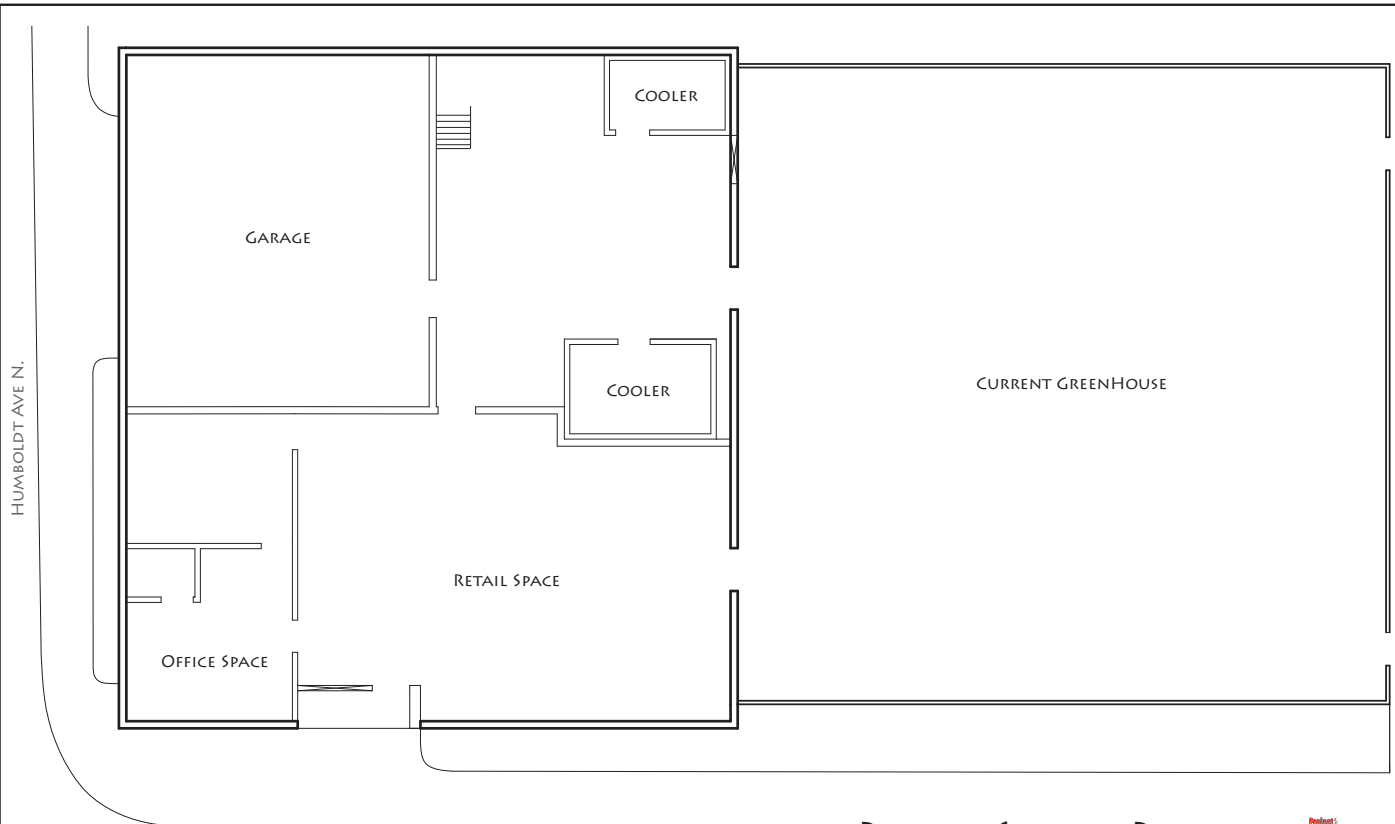 COOLER
GARAGE
COOLER
CURRENT GREENHOUSE
HUMBOLDT AVE N.
RETAIL SPACE
OFFICE SPACE